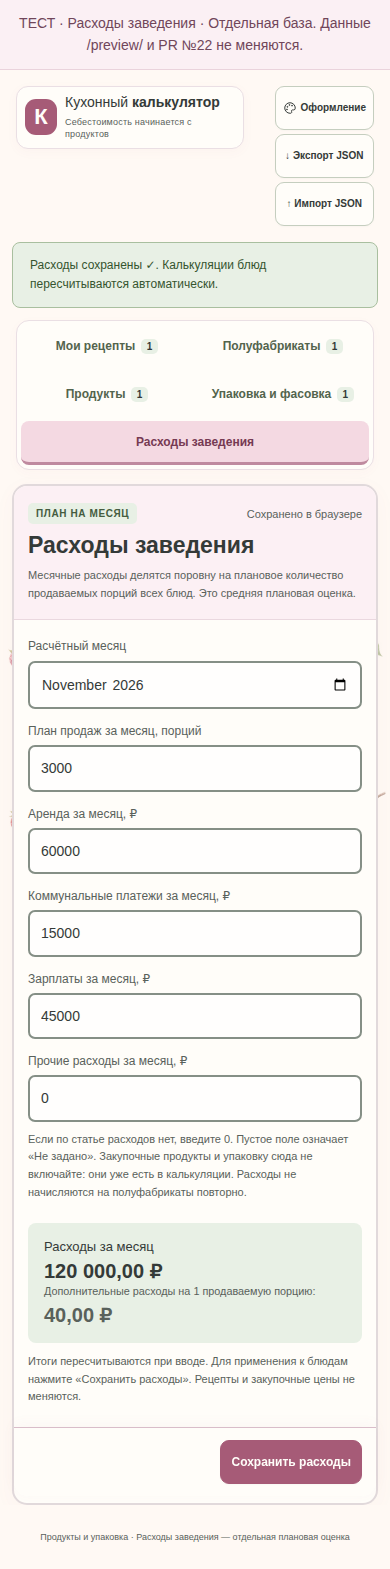 ТЕСТ · Расходы заведения · Отдельная база. Данные
/preview/ и PR №22 не меняются.
К
Кухонный калькулятор
Себестоимость начинается с
продуктов
Оформление
↓ Экспорт JSON
↑ Импорт JSON
Расходы сохранены ✓. Калькуляции блюд
пересчитываются автоматически.
Мои рецепты 1
Полуфабрикаты 1
Продукты 1
Упаковка и фасовка 1
Расходы заведения
ПЛАН НА МЕСЯЦ
Сохранено в браузере
Расходы заведения
Месячные расходы делятся поровну на плановое количество
продаваемых порций всех блюд. Это средняя плановая оценка.
Расчётный месяц
November 2026
План продаж за месяц, порций
3000
Аренда за месяц, ₽
60000
Коммунальные платежи за месяц, ₽
15000
Зарплаты за месяц, ₽
45000
Прочие расходы за месяц, ₽
0
Если по статье расходов нет, введите 0. Пустое поле означает
«Не задано». Закупочные продукты и упаковку сюда не
включайте: они уже есть в калькуляции. Расходы не
начисляются на полуфабрикаты повторно.
Расходы за месяц
120 000,00 ₽
Дополнительные расходы на 1 продаваемую порцию:
40,00 ₽
Итоги пересчитываются при вводе. Для применения к блюдам
нажмите «Сохранить расходы». Рецепты и закупочные цены не
меняются.
Сохранить расходы
Продукты и упаковка · Расходы заведения — отдельная плановая оценка